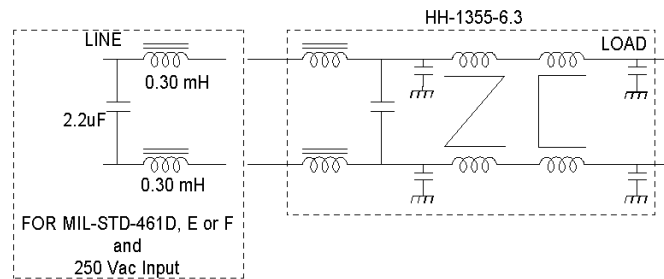 HH-1355-6.3
LINE
LOAD
0.30 mH
2.2uF
0.30 mH
FOR MIL-STD-461D, E or F
and
250 Vac Input